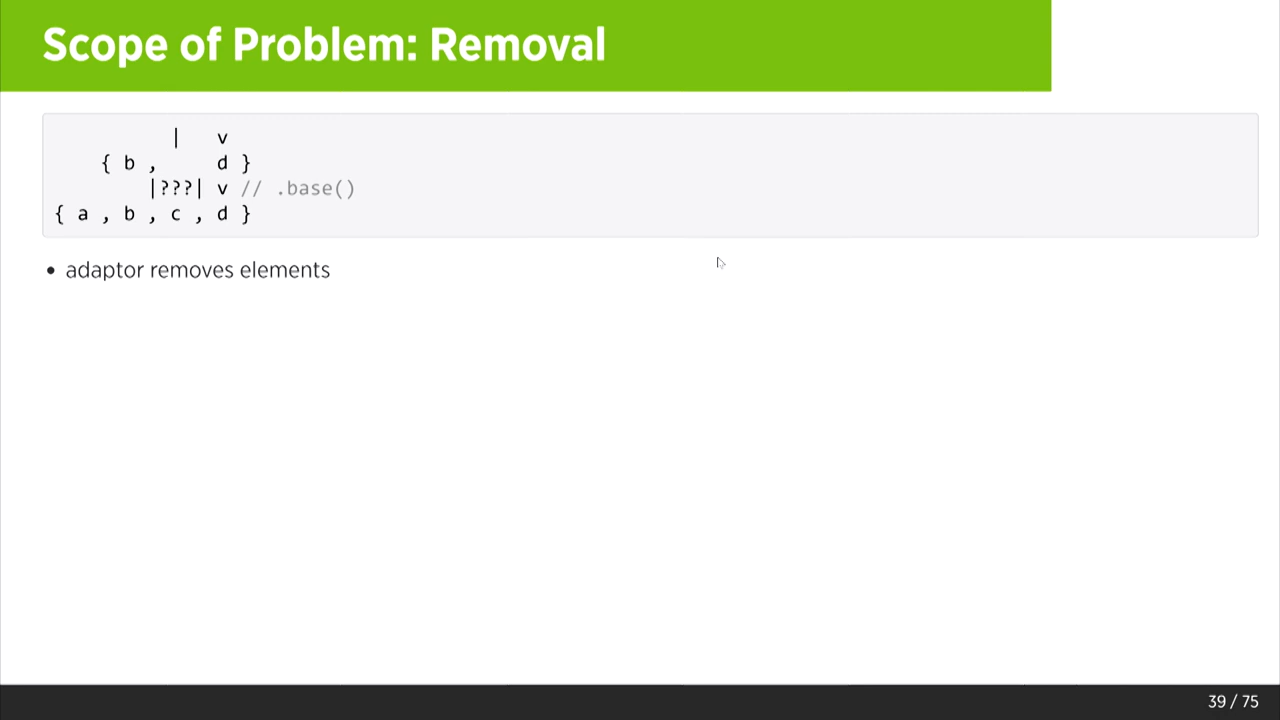 Scope of Problem: Removal
| v
{ b , d }
|???| v // .base()
{ a , b , c , d }
• adaptor removes elements
39 / 75